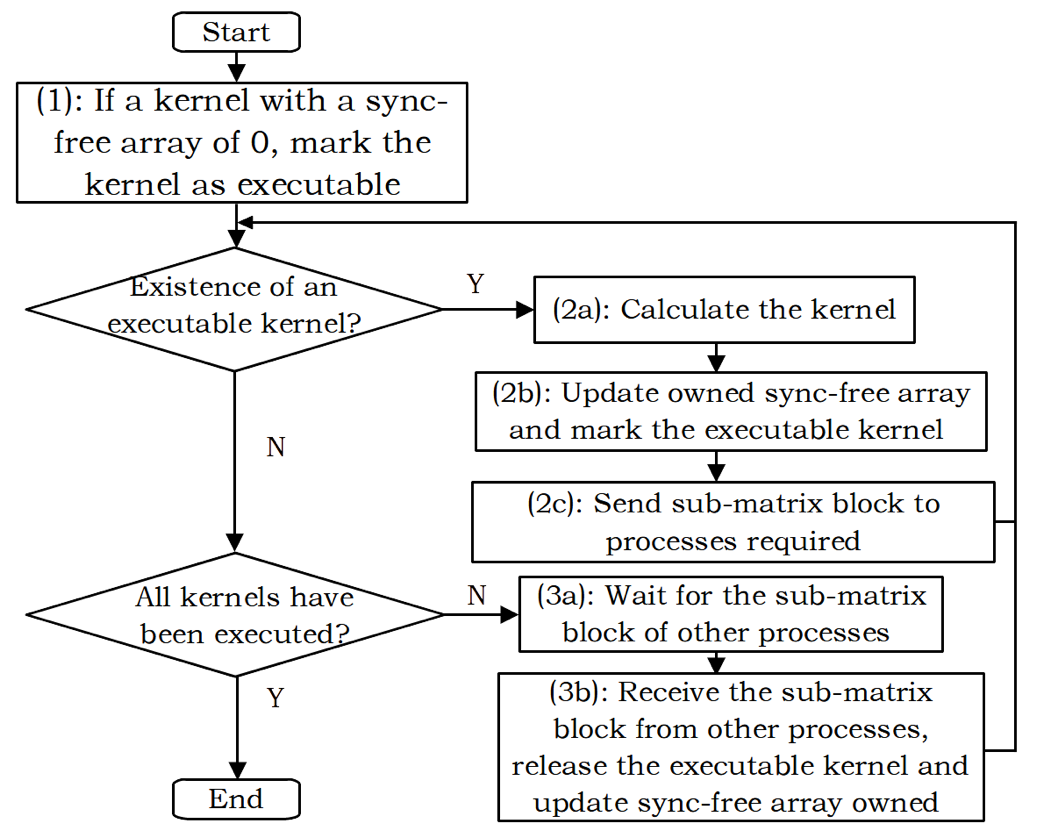 Start
(1): If a kernel with a sync-
free array of 0, mark the
kernel as executable
Existence of an
executable kernel?
Y
(2a): Calculate the kernel
(2b): Update owned sync-free array
and mark the executable kernel
(2c): Send sub-matrix block to
processes required
N
All kernels have
been executed?
N
(3a): Wait for the sub-matrix
block of other processes
(3b): Receive the sub-matrix
block from other processes,
release the executable kernel and
update sync-free array owned
Y
End